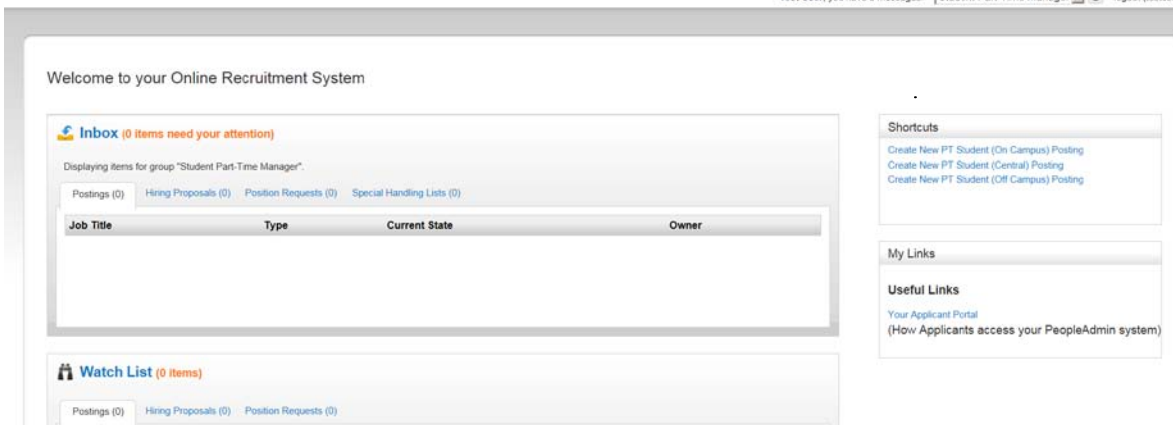 Welcome to your Online Recruitment System
Inbox (0 items need your attention)
Displaying items for group "Student Part-Time Manager".
Postings (0) Hiring Proposals (0) Position Requests (0) Special Handling Lists (0)
Job Title Type Current State Owner
Watch List (0 items)
Postings (0) Hiring Proposals (0) Position Requests (0)
Shortcuts
Create New PT Student (On Campus) Posting
Create New PT Student (Central) Posting
Create New PT Student (Off Campus) Posting
My Links
Useful Links
Your Applicant Portal
(How Applicants access your PeopleAdmin system)